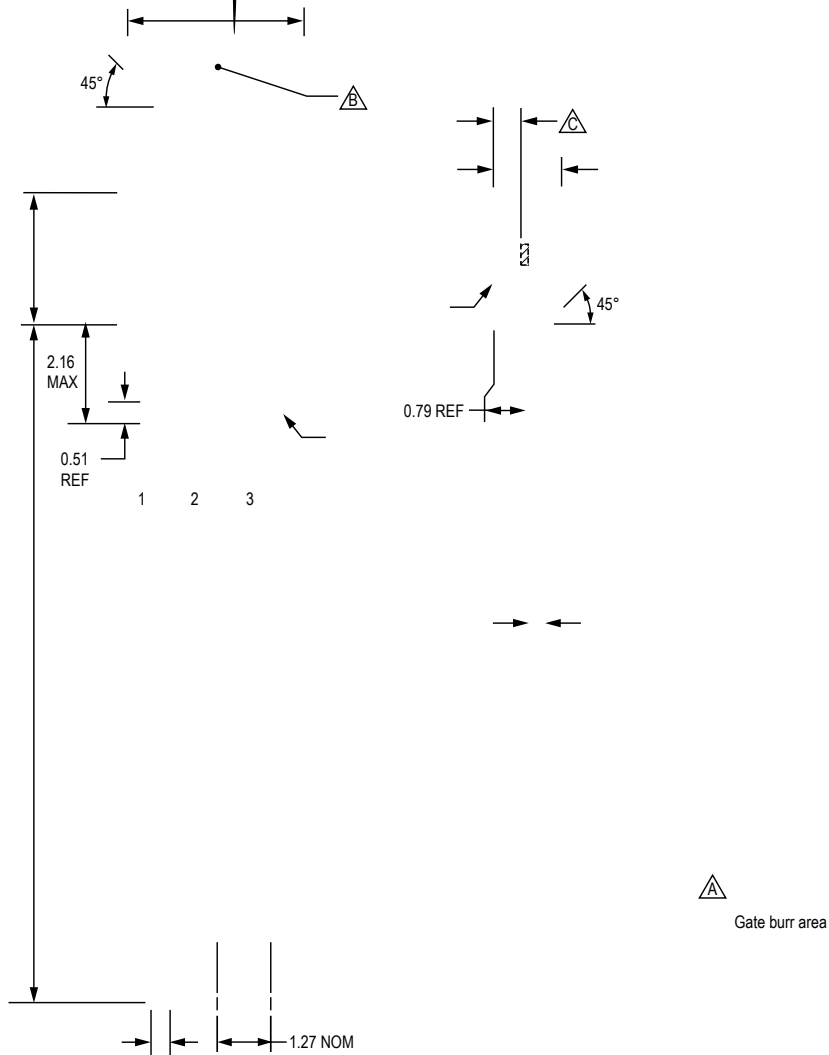 45°
B
C
45°
2.16
MAX
0.79 REF
0.51
REF
1 2 3
A
Gate burr area
1.27 NOM